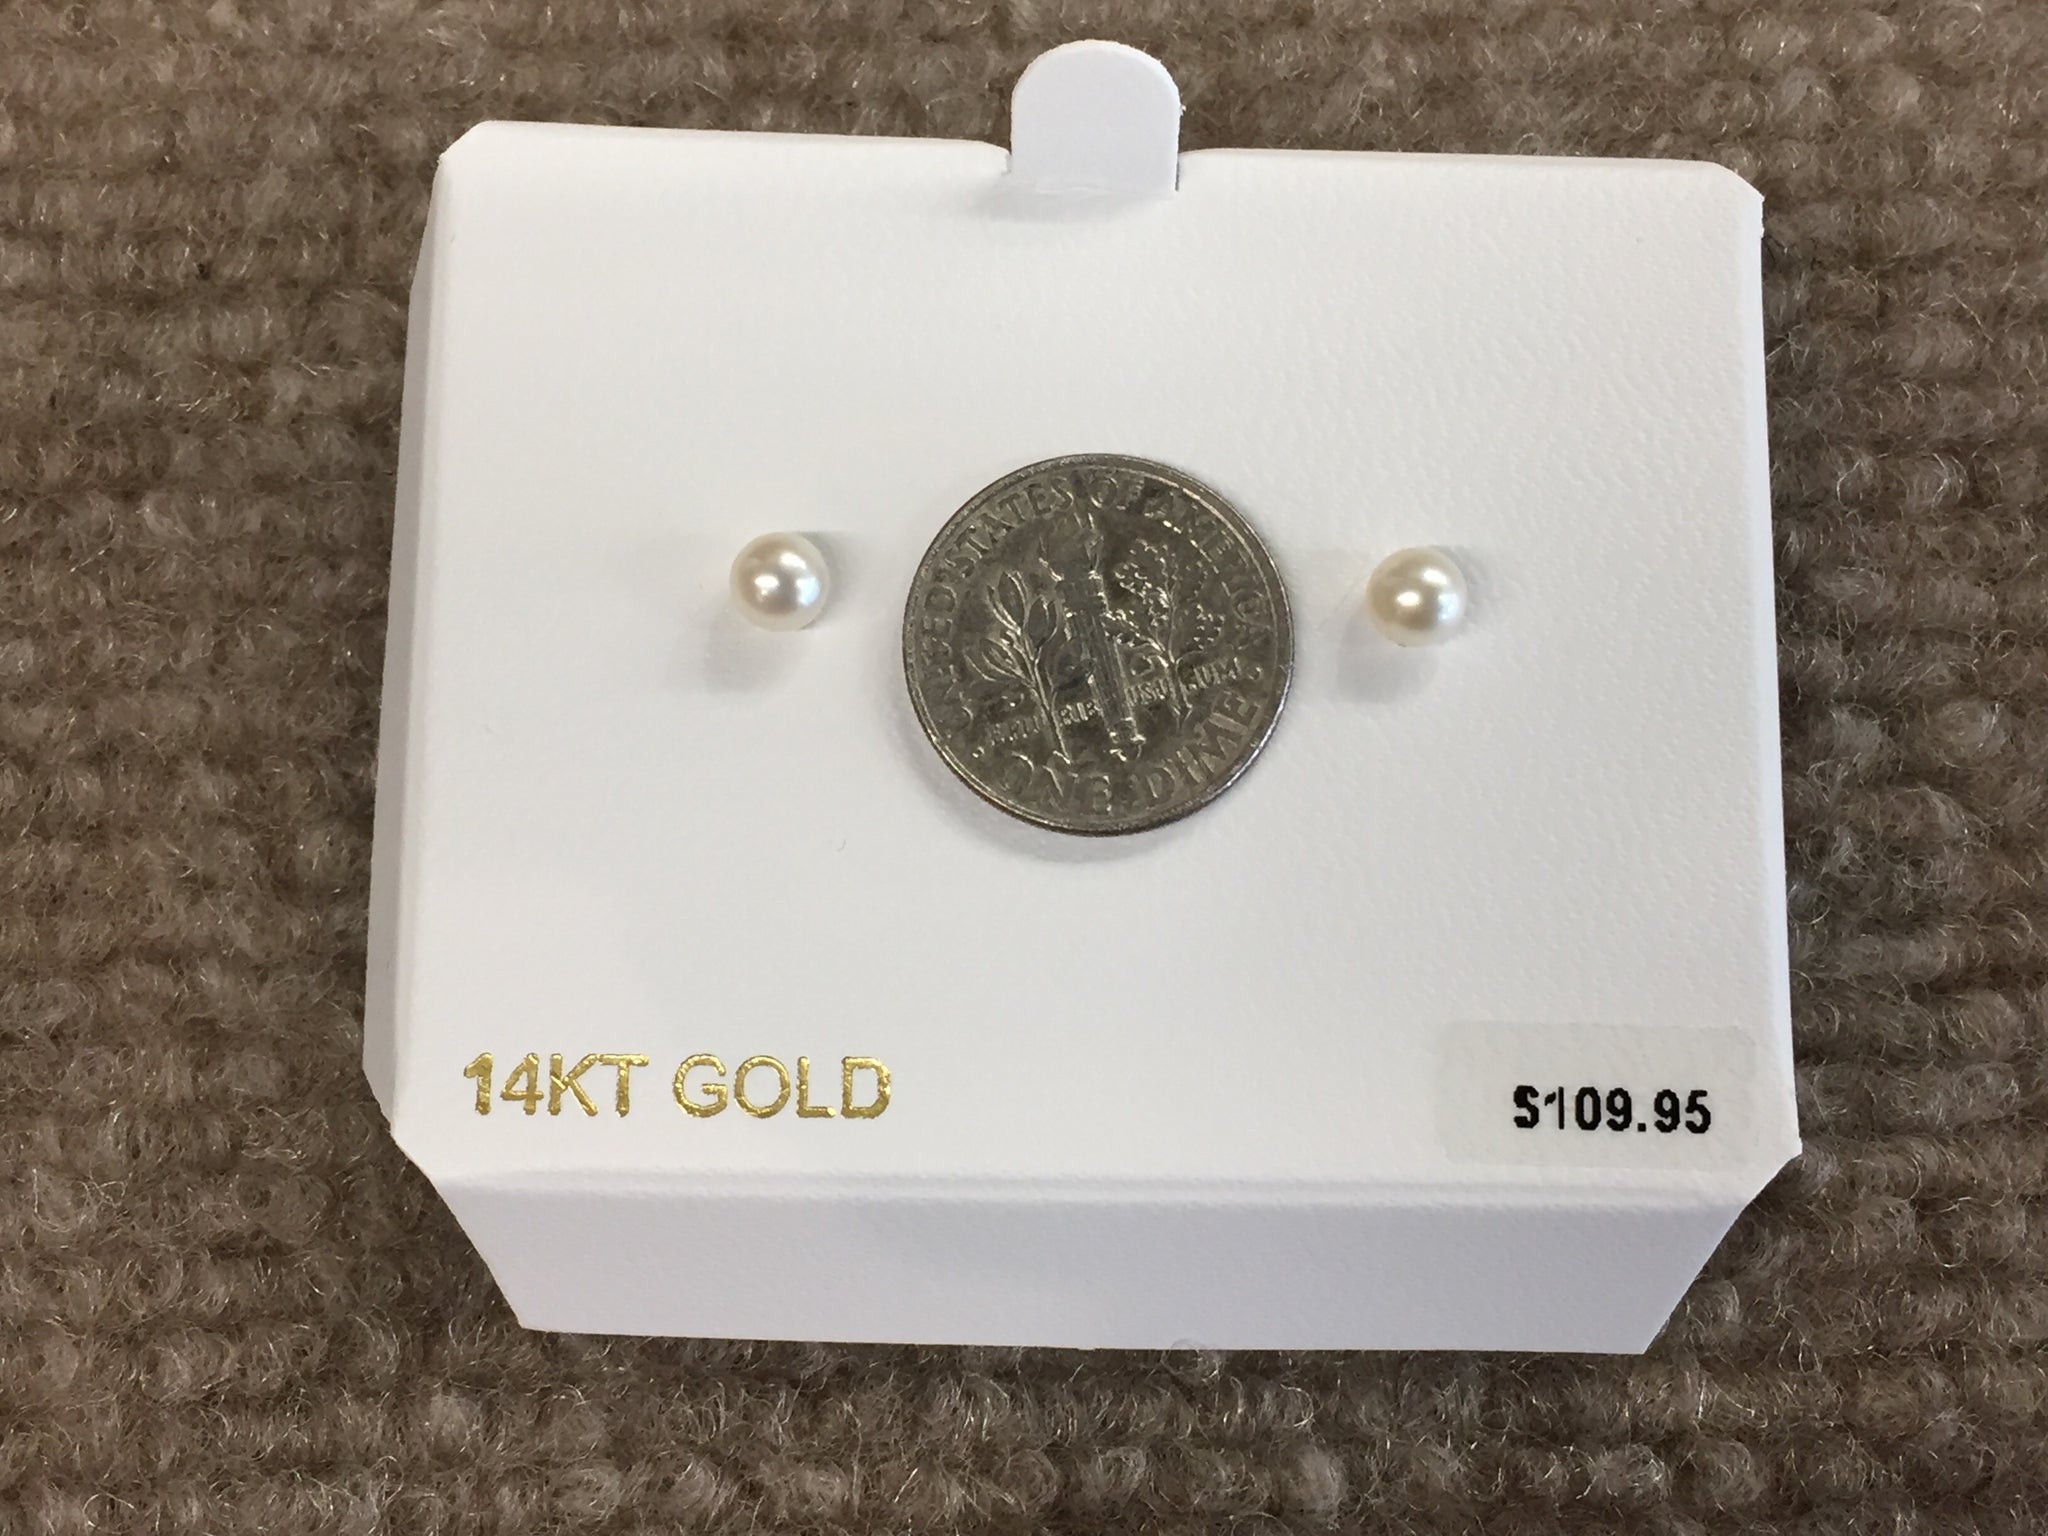 UNITED STATES OF AMERICA
ONE DIME
14KT GOLD
$109.95